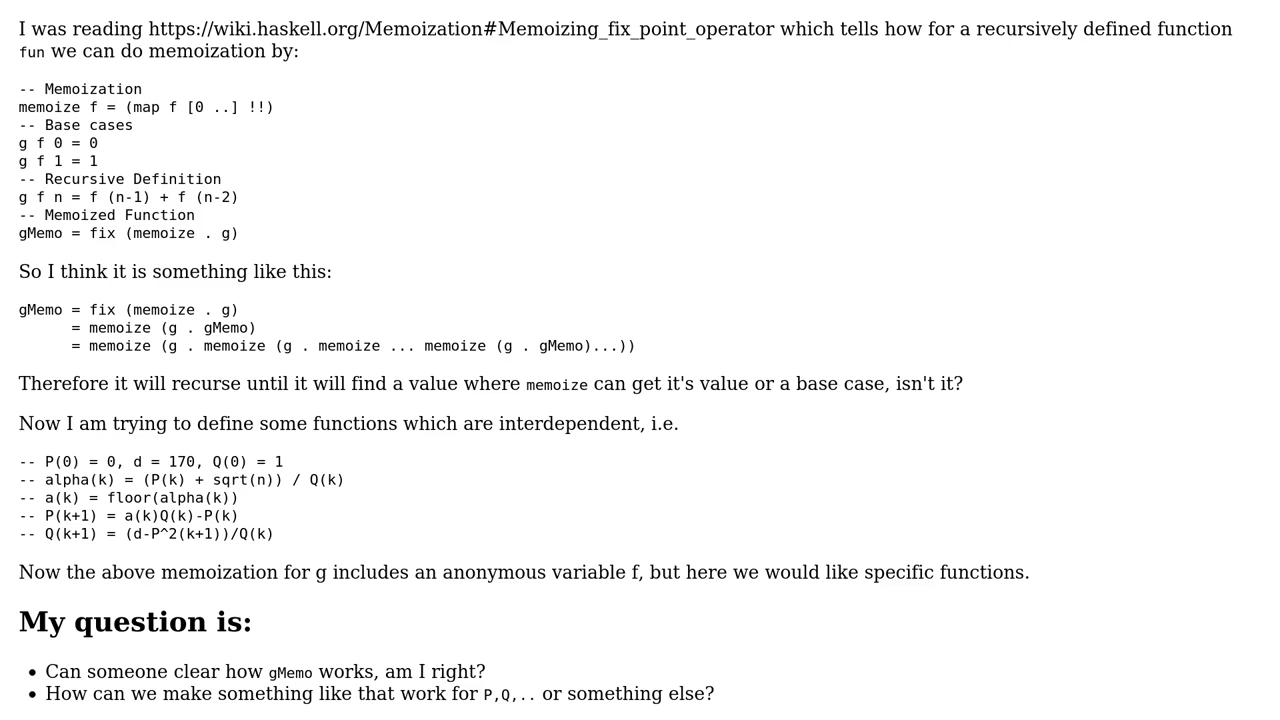 I was reading https://wiki.haskell.org/Memoization#Memoizing_fix_point_operator which tells how for a recursively defined function
fun we can do memoization by:
-- Memoization
memoize f = (map f [0 ..] !!)
-- Base cases
g f 0 = 0
g f 1 = 1
-- Recursive Definition
g f n = f (n-1) + f (n-2)
-- Memoized Function
gMemo = fix (memoize . g)
So I think it is something like this:
gMemo = fix (memoize . g)
      = memoize (g . gMemo)
      = memoize (g . memoize (g . memoize ... memoize (g . gMemo)...))
Therefore it will recurse until it will find a value where memoize can get it's value or a base case, isn't it?
Now I am trying to define some functions which are interdependent, i.e.
-- P(0) = 0, d = 170, Q(0) = 1
-- alpha(k) = (P(k) + sqrt(n)) / Q(k)
-- a(k) = floor(alpha(k))
-- P(k+1) = a(k)Q(k)-P(k)
-- Q(k+1) = (d-P^2(k+1))/Q(k)
Now the above memoization for g includes an anonymous variable f, but here we would like specific functions.
My question is:
• Can someone clear how gMemo works, am I right?
• How can we make something like that work for P,Q,.. or something else?